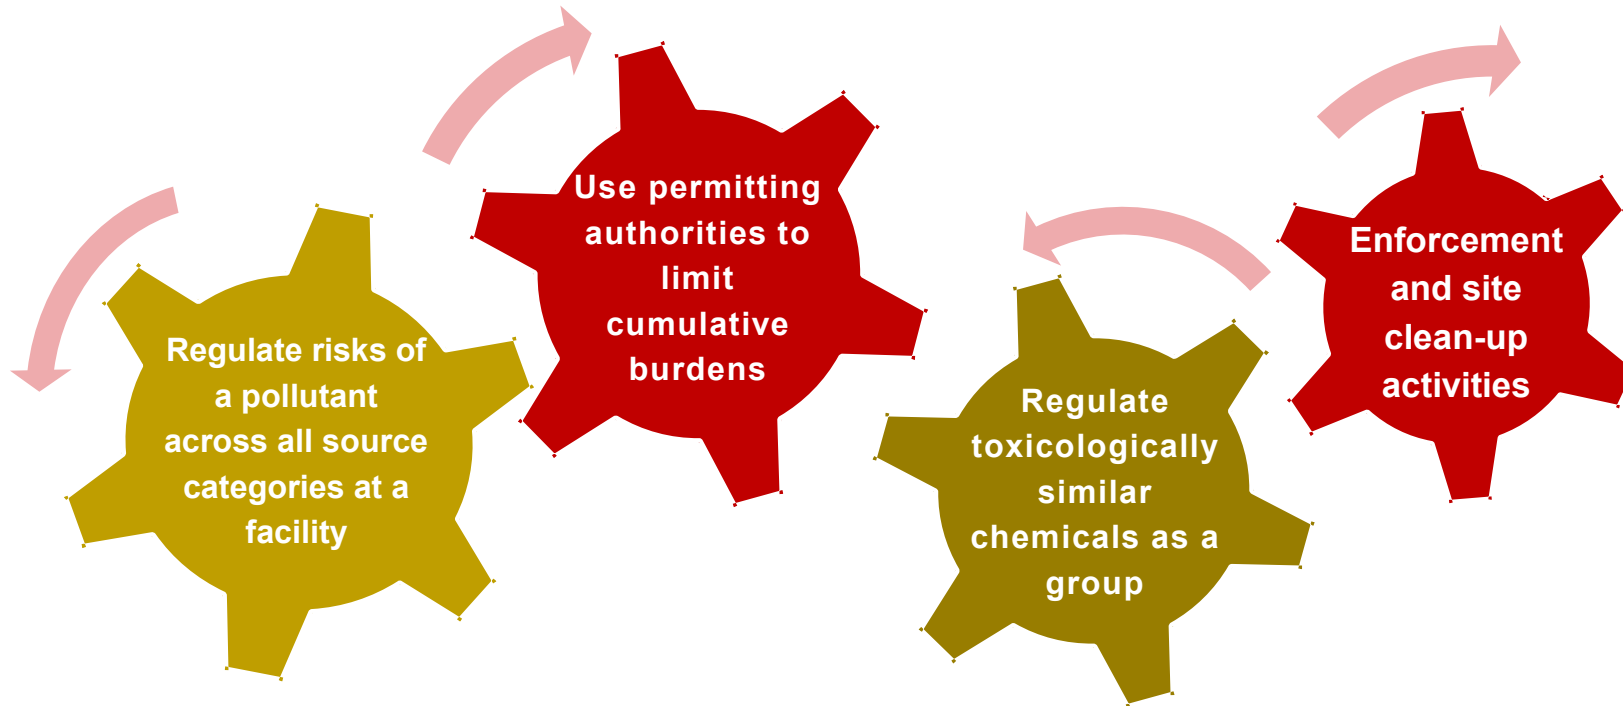 Regulate risks of
a pollutant
across all source
categories at a
facility
Use permitting
authorities to
limit
cumulative
burdens
Regulate
toxicologically
similar
chemicals as a
group
Enforcement
and site
clean-up
activities